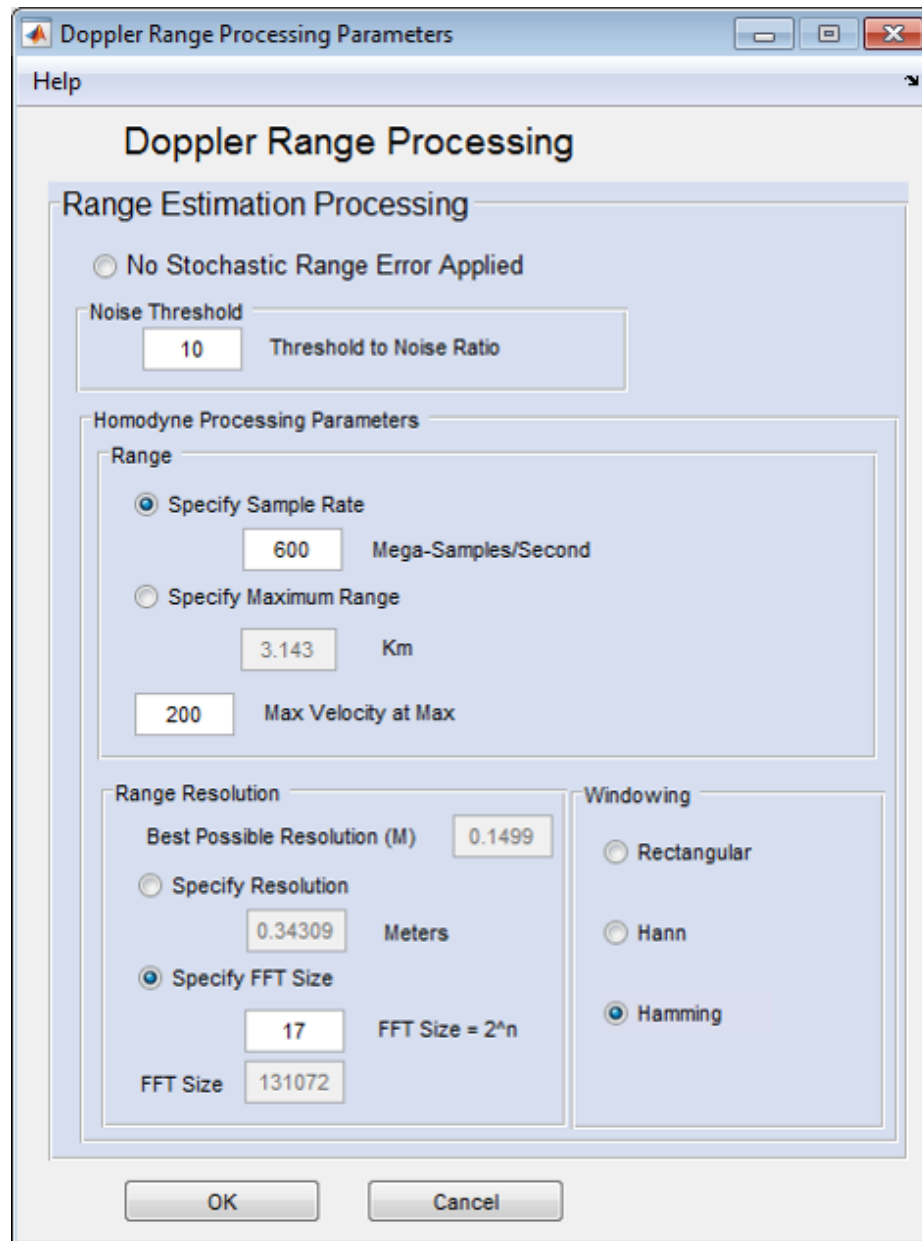 Doppler Range Processing Parameters
Help
Doppler Range Processing
Range Estimation Processing
No Stochastic Range Error Applied
Noise Threshold
10 Threshold to Noise Ratio
Homodyne Processing Parameters
Range
Specify Sample Rate
600 Mega-Samples/Second
Specify Maximum Range
3.143 Km
200 Max Velocity at Max
Range Resolution
Best Possible Resolution (M) 0.1499
Specify Resolution
0.34309 Meters
Specify FFT Size
17 FFT Size = 2^n
FFT Size 131072
Windowing
Rectangular
Hann
Hamming
OK Cancel